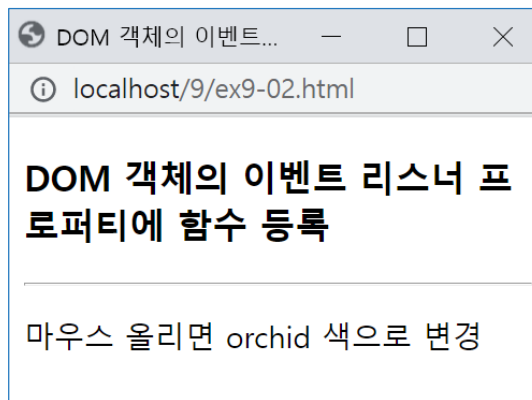 DOM 객체의 이벤트...
localhost/9/ex9-02.html
DOM 객체의 이벤트 리스너 프
로퍼티에 함수 등록
마우스 올리면 orchid 색으로 변경